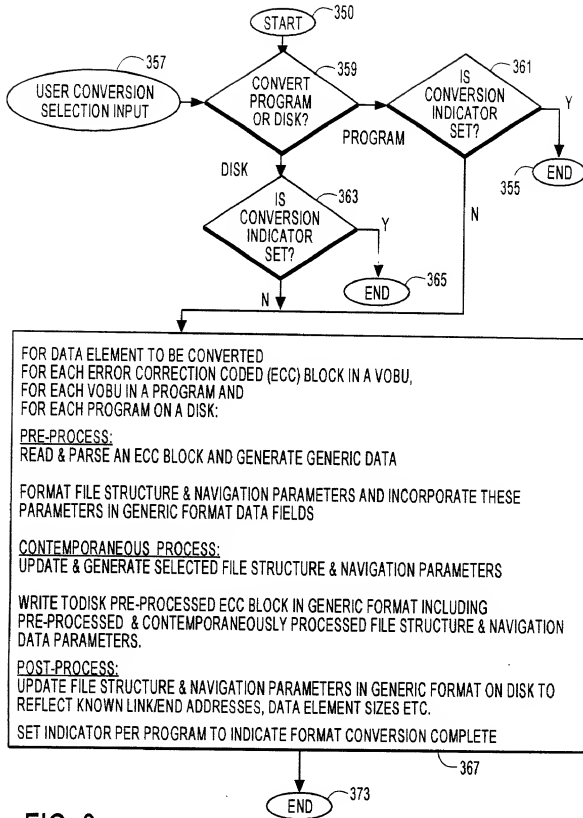 START
350
357
USER CONVERSION
SELECTION INPUT
359
CONVERT
PROGRAM
OR DISK?
PROGRAM
361
IS
CONVERSION
INDICATOR
SET?
Y
355
END
N
DISK
363
IS
CONVERSION
INDICATOR
SET?
Y
END
365
N
FOR DATA ELEMENT TO BE CONVERTED
FOR EACH ERROR CORRECTION CODED (ECC) BLOCK IN A VOBU,
FOR EACH VOBU IN A PROGRAM AND
FOR EACH PROGRAM ON A DISK:
PRE-PROCESS:
READ & PARSE AN ECC BLOCK AND GENERATE GENERIC DATA
FORMAT FILE STRUCTURE & NAVIGATION PARAMETERS AND INCORPORATE THESE
PARAMETERS IN GENERIC FORMAT DATA FIELDS
CONTEMPORANEOUS PROCESS:
UPDATE & GENERATE SELECTED FILE STRUCTURE & NAVIGATION PARAMETERS
WRITE TODISK PRE-PROCESSED ECC BLOCK IN GENERIC FORMAT INCLUDING
PRE-PROCESSED & CONTEMPORANEOUSLY PROCESSED FILE STRUCTURE & NAVIGATION
DATA PARAMETERS.
POST-PROCESS:
UPDATE FILE STRUCTURE & NAVIGATION PARAMETERS IN GENERIC FORMAT ON DISK TO
REFLECT KNOWN LINK/END ADDRESSES, DATA ELEMENT SIZES ETC.
SET INDICATOR PER PROGRAM TO INDICATE FORMAT CONVERSION COMPLETE
367
END
373